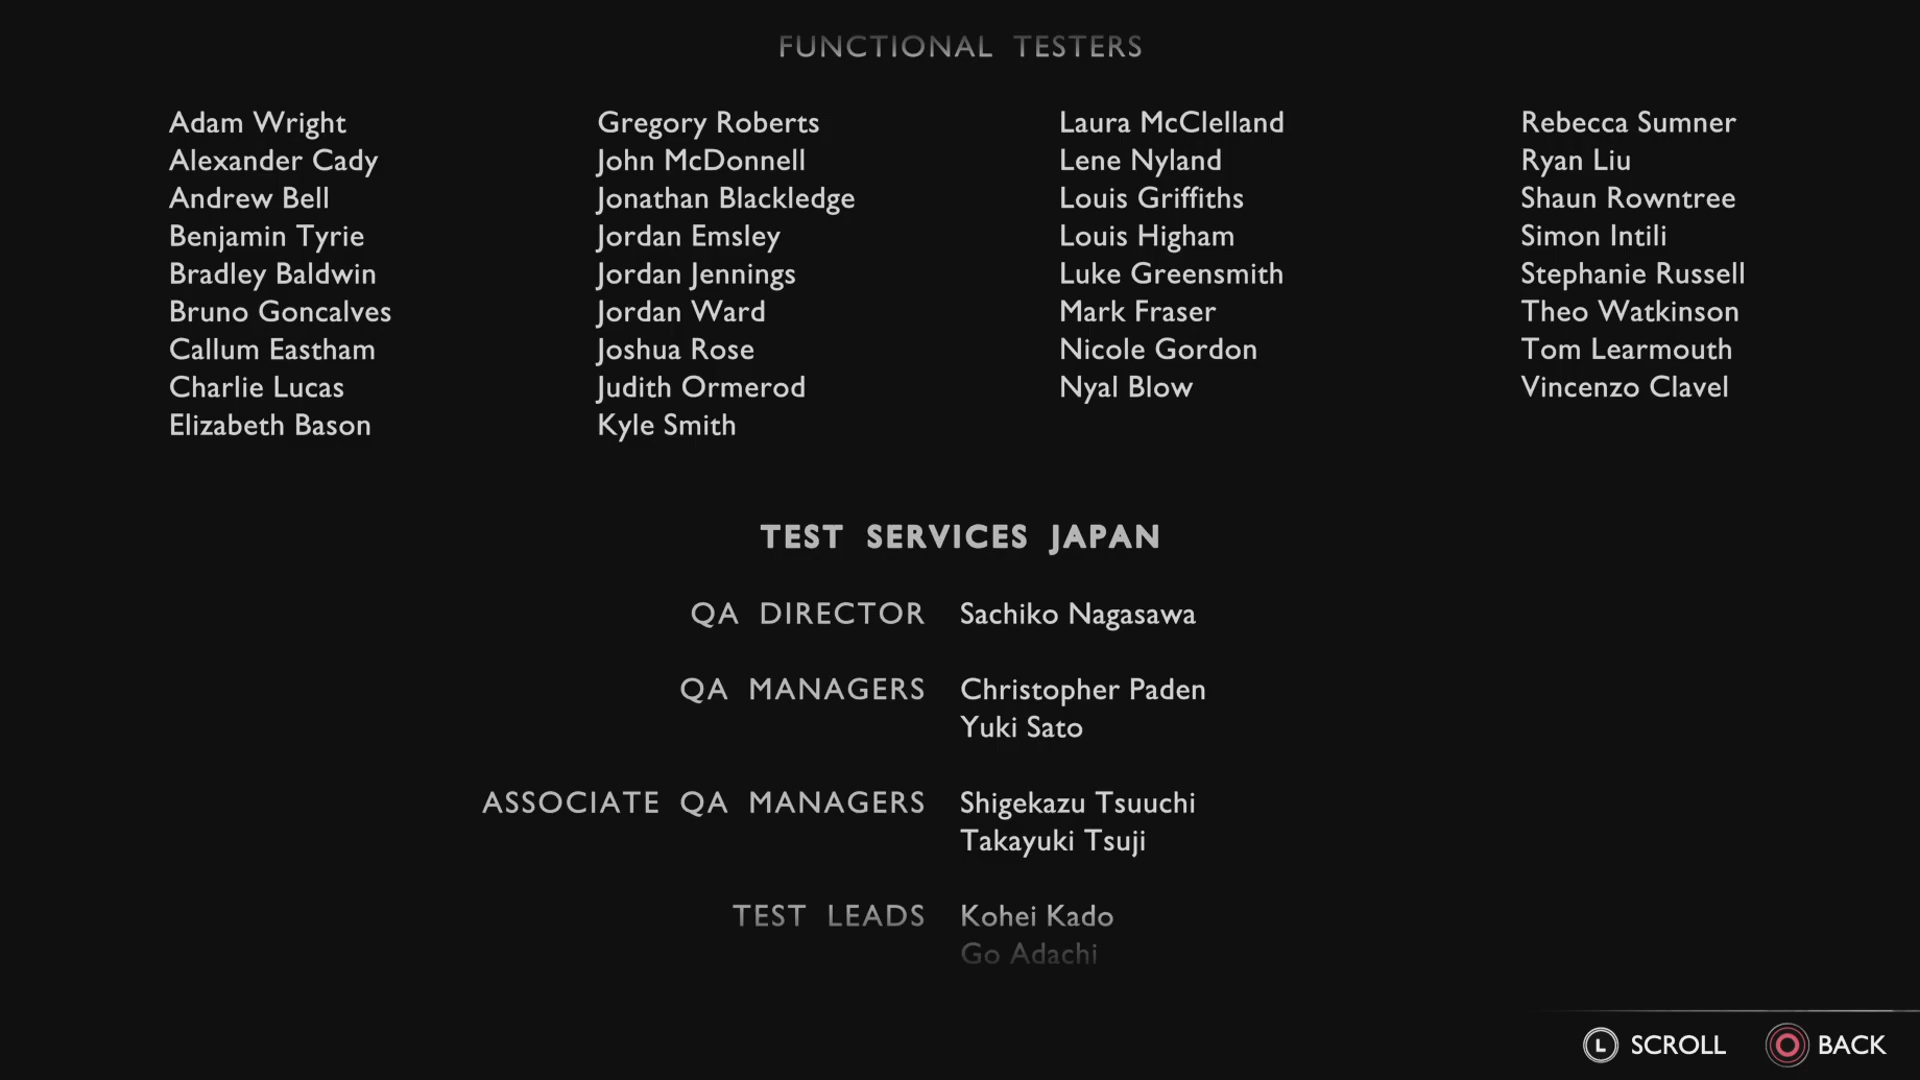 FUNCTIONAL TESTERS
Adam Wright
Alexander Cady
Andrew Bell
Benjamin Tyrie
Bradley Baldwin
Bruno Goncalves
Callum Eastham
Charlie Lucas
Elizabeth Bason
Gregory Roberts
John McDonnell
Jonathan Blackledge
Jordan Emsley
Jordan Jennings
Jordan Ward
Joshua Rose
Judith Ormerod
Kyle Smith
Laura McClelland
Lene Nyland
Louis Griffiths
Louis Higham
Luke Greensmith
Mark Fraser
Nicole Gordon
Nyal Blow
Rebecca Sumner
Ryan Liu
Shaun Rowntree
Simon Intili
Stephanie Russell
Theo Watkinson
Tom Learmouth
Vincenzo Clavel
TEST SERVICES JAPAN
QA DIRECTOR Sachiko Nagasawa
QA MANAGERS Christopher Paden
Yuki Sato
ASSOCIATE QA MANAGERS Shigekazu Tsuuchi
Takayuki Tsuji
TEST LEADS Kohei Kado
Go Adachi
L SCROLL BACK